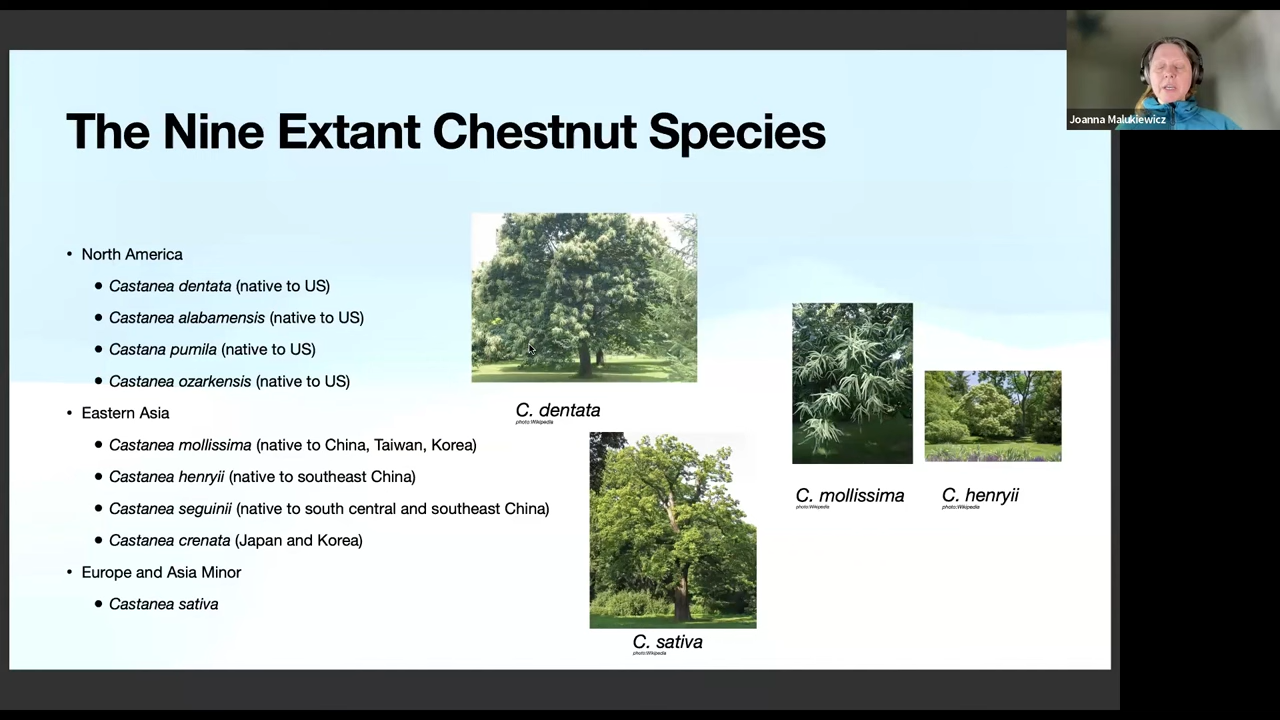 Joanna Malukiewicz
The Nine Extant Chestnut Species
• North America
• Castanea dentata (native to US)
• Castanea alabamensis (native to US)
• Castana pumila (native to US)
• Castanea ozarkensis (native to US)
• Eastern Asia
• Castanea mollissima (native to China, Taiwan, Korea)
• Castanea henryii (native to southeast China)
• Castanea seguinii (native to south central and southeast China)
• Castanea crenata (Japan and Korea)
• Europe and Asia Minor
• Castanea sativa
C. dentata
photo:Wikipedia
C. mollissima
photo:Wikipedia
C. henryii
photo:Wikipedia
C. sativa
photo:Wikipedia